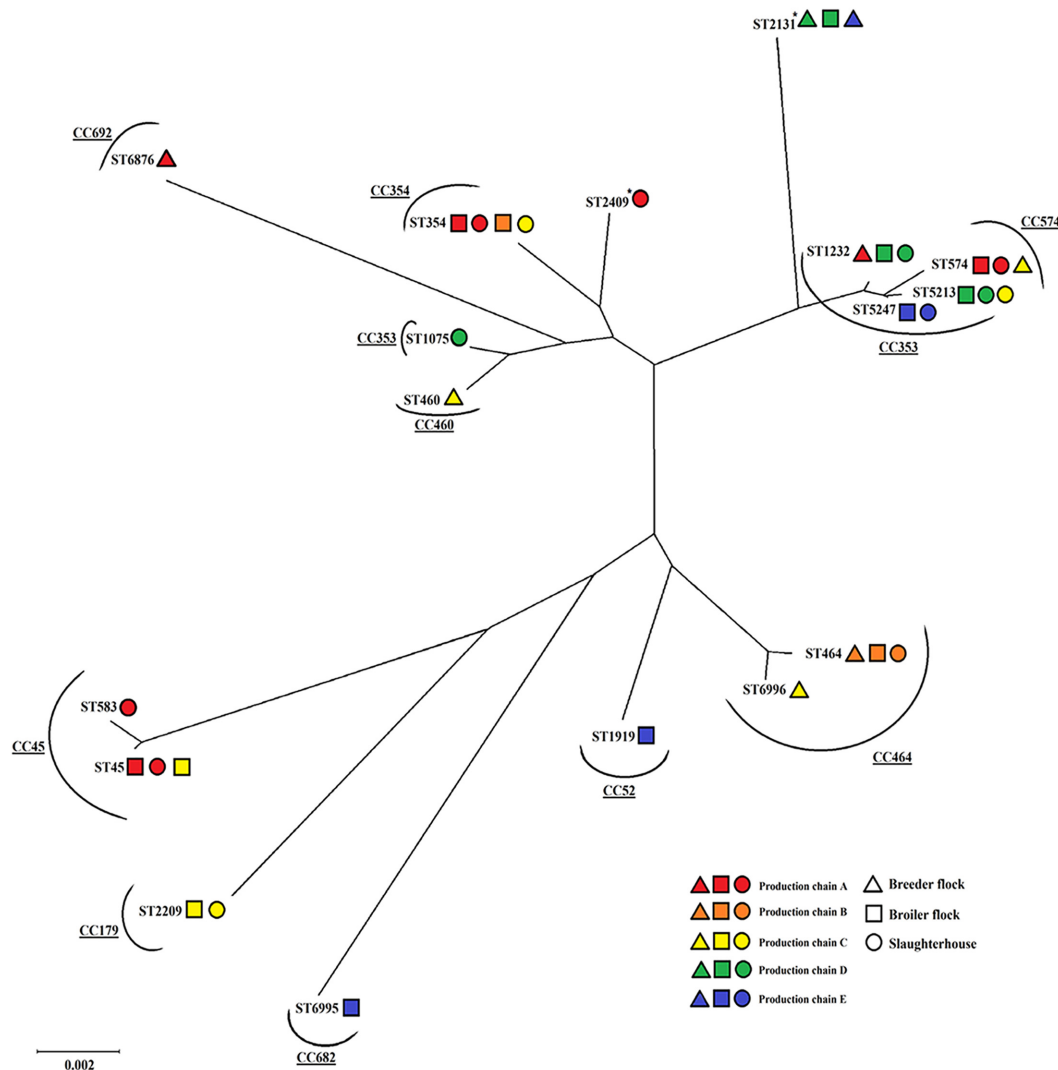 ST2131*
CC692
ST6876
CC354
ST354
ST2409*
CC574
ST1232
ST574
ST5213
ST5247
CC353
CC353 ST1075
ST460
CC460
ST464
ST6996
CC464
ST583
CC45
ST45
ST1919
CC52
ST2209
CC179
ST6995
CC682
Production chain A
Production chain B
Production chain C
Production chain D
Production chain E
Breeder flock
Broiler flock
Slaughterhouse
0.002